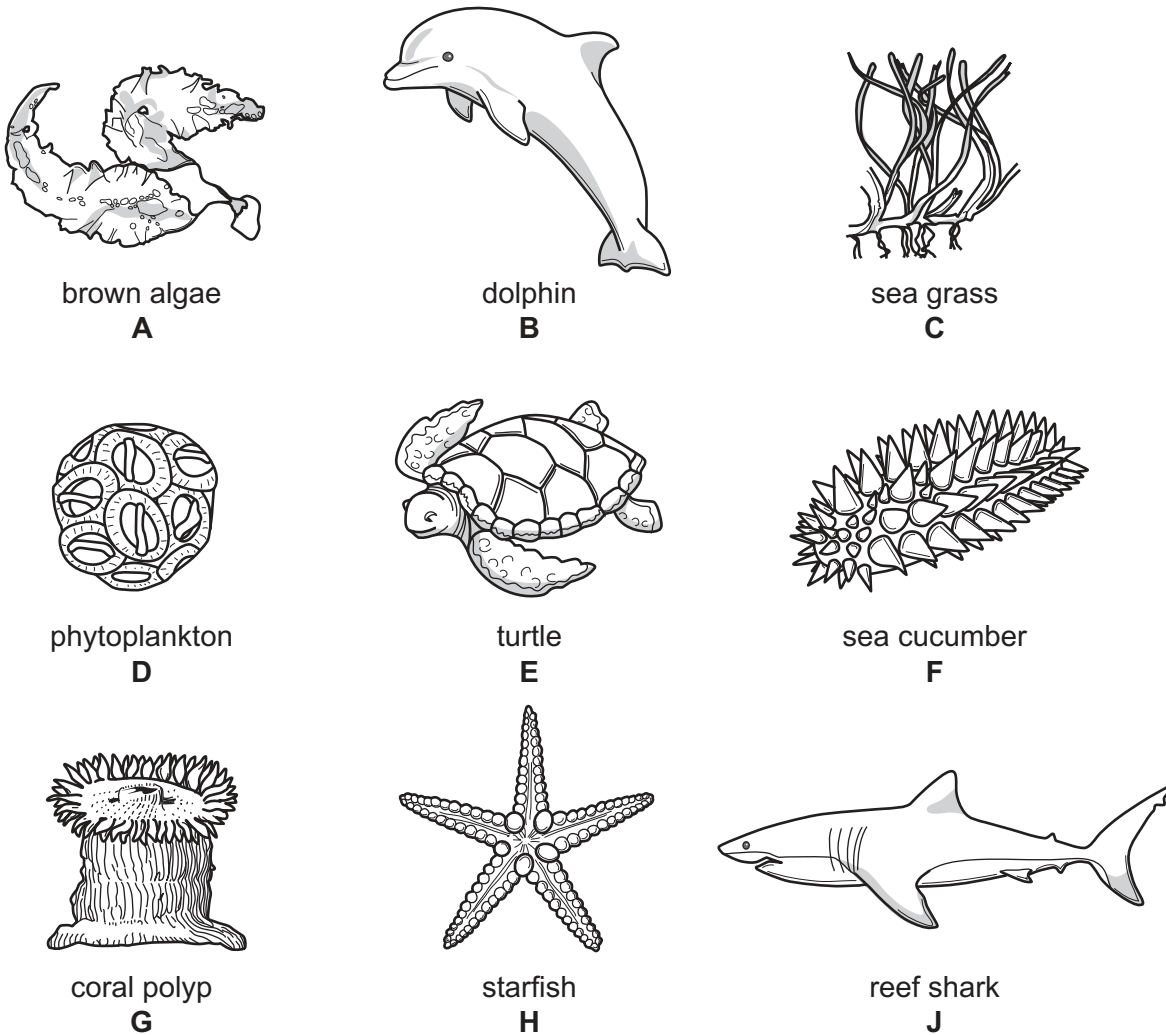 brown algae
A
dolphin
B
sea grass
C
phytoplankton
D
turtle
E
sea cucumber
F
coral polyp
G
starfish
H
reef shark
J